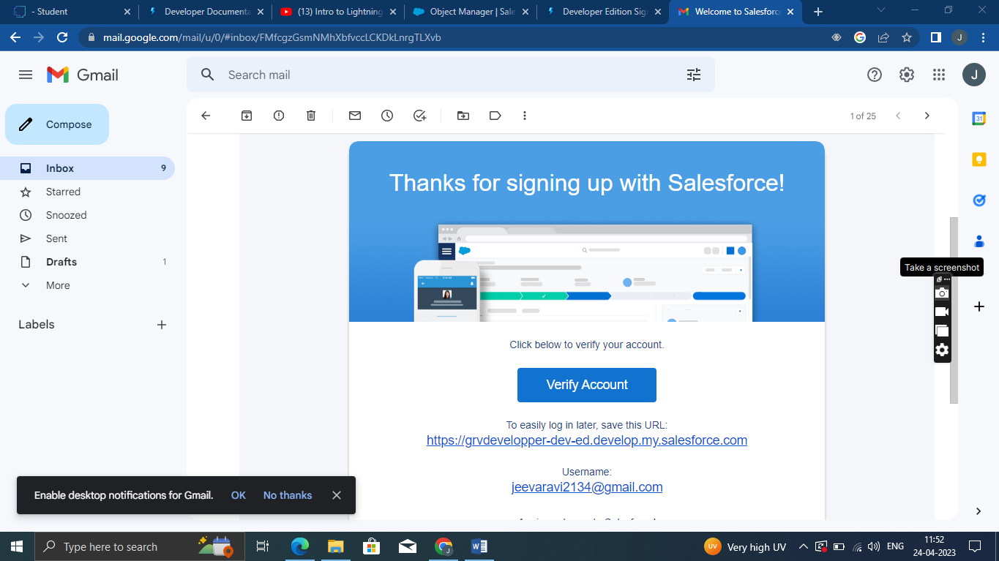 - Student
Developer Documenta
(13) Intro to Lightning
Object Manager | Sale
Developer Edition Sig
Welcome to Salesforc
mail.google.com/mail/u/0/#inbox/FMfcgzGsmNMhXbfvccLCKDkLnrgTLXvb
J
Gmail
Search mail
J
Compose
1 of 25
31
Inbox 9
Starred
Snoozed
Sent
Drafts 1
More
Labels
Thanks for signing up with Salesforce!
Take a screenshot
Click below to verify your account.
Verify Account
To easily log in later, save this URL:
https://grvdevelopper-dev-ed.develop.my.salesforce.com
Username:
jeevaravi2134@gmail.com
Enable desktop notifications for Gmail. OK No thanks
Type here to search
J
W
UV
Very high UV
ENG
11:52
24-04-2023